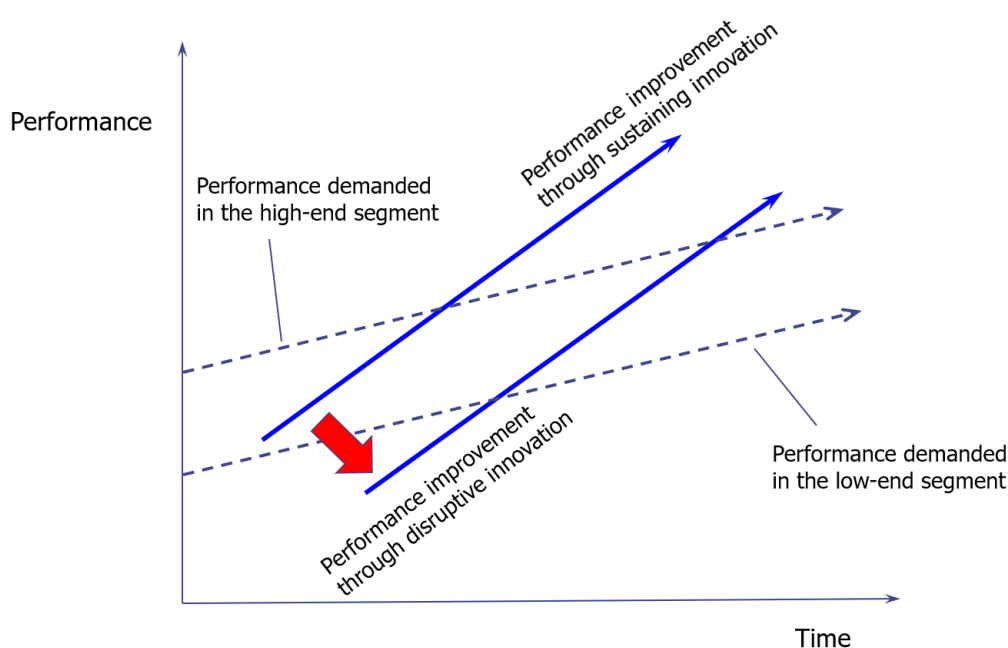 Performance
Performance demanded
in the high-end segment
Performance improvement
through sustaining innovation
Performance improvement
through disruptive innovation
Performance demanded
in the low-end segment
Time